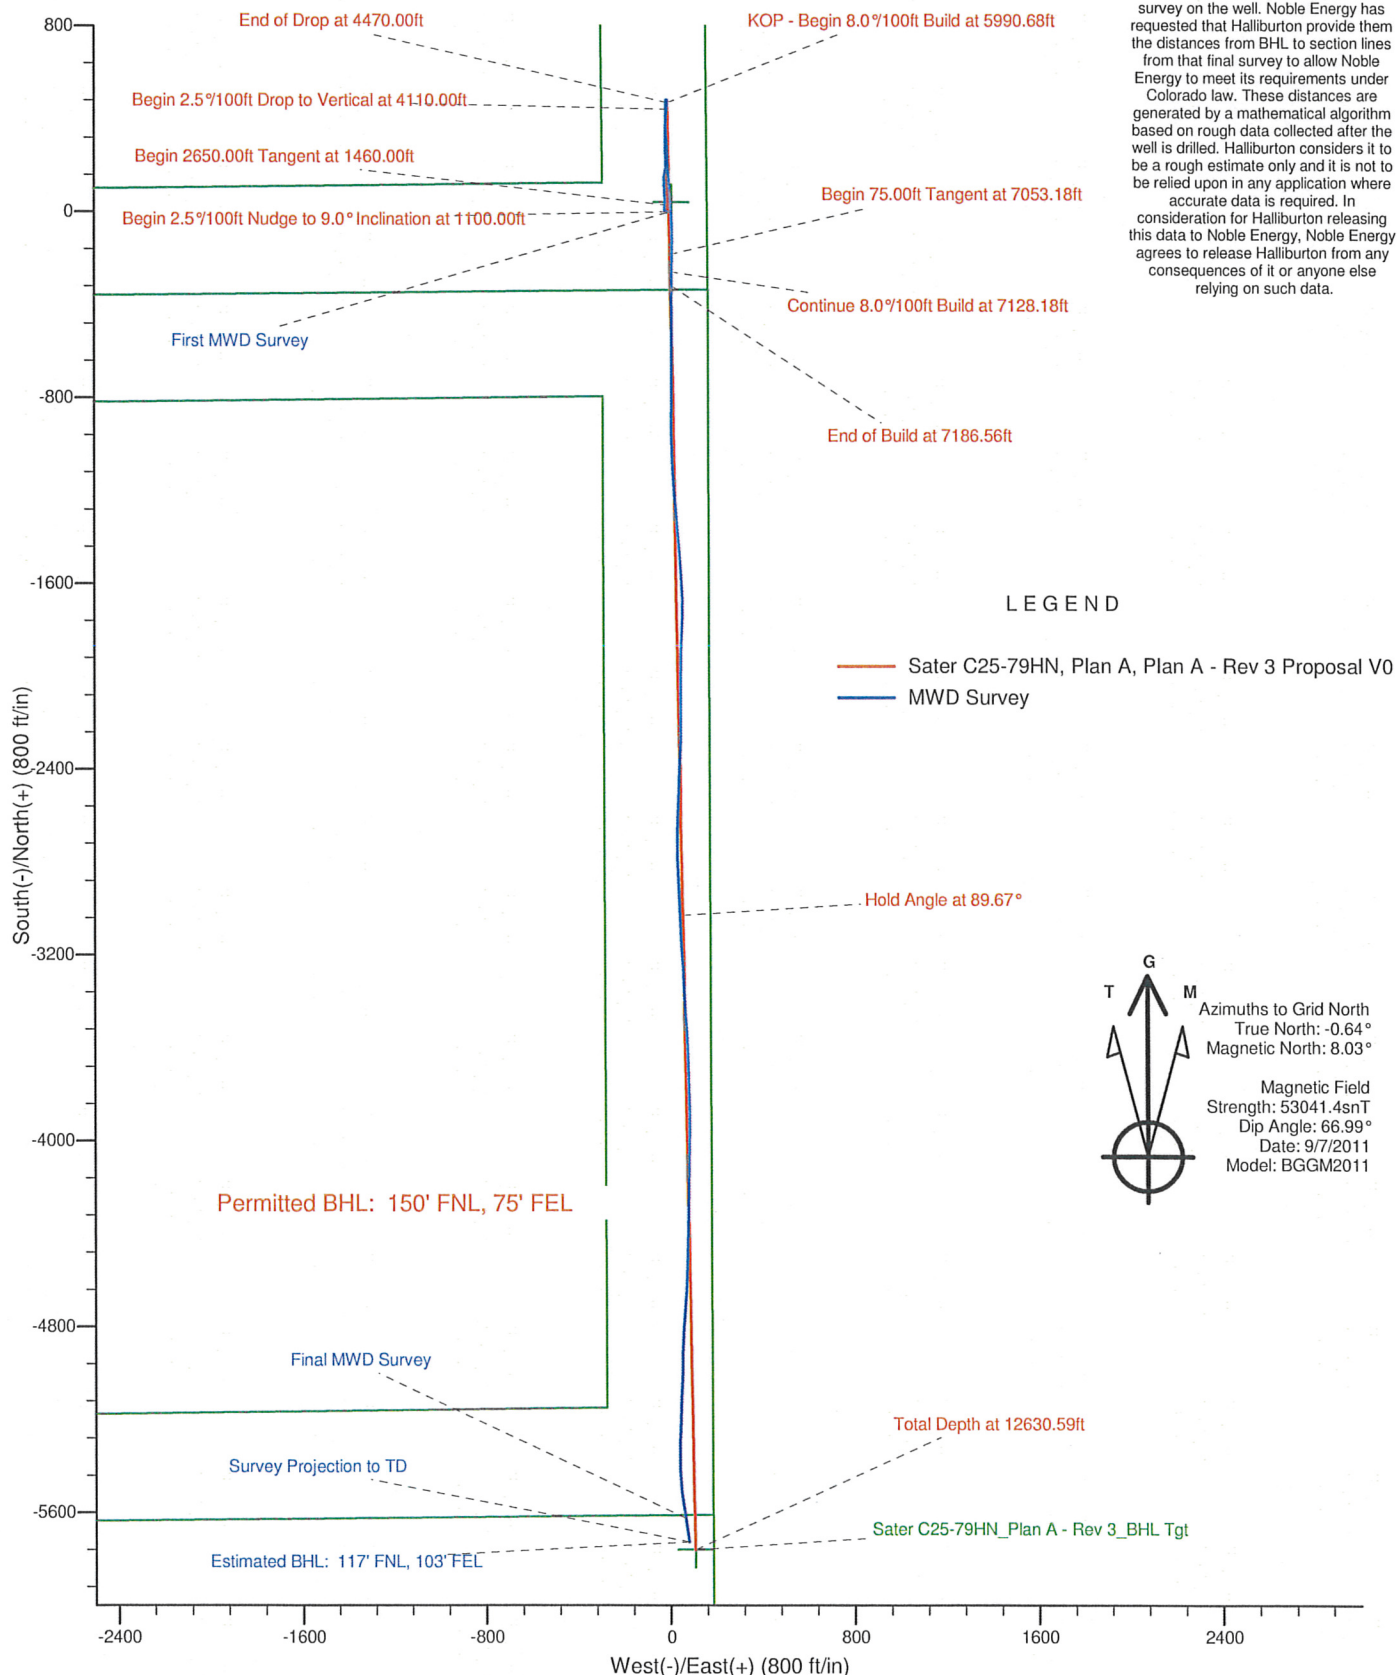 survey on the well. Noble Energy has
requested that Halliburton provide them
the distances from BHL to section lines
from that final survey to allow Noble
Energy to meet its requirements under
Colorado law. These distances are
generated by a mathematical algorithm
based on rough data collected after the
well is drilled. Halliburton considers it to
be a rough estimate only and it is not to
be relied upon in any application where
accurate data is required. In
consideration for Halliburton releasing
this data to Noble Energy, Noble Energy
agrees to release Halliburton from any
consequences of it or anyone else
relying on such data.
End of Drop at 4470.00ft
KOP - Begin 8.0°/100ft Build at 5990.68ft
Begin 2.5°/100ft Drop to Vertical at 4110.00ft
Begin 2650.00ft Tangent at 1460.00ft
Begin 75.00ft Tangent at 7053.18ft
Begin 2.5°/100ft Nudge to 9.0° Inclination at 1100.00ft
Continue 8.0°/100ft Build at 7128.18ft
First MWD Survey
End of Build at 7186.56ft
LEGEND
Sater C25-79HN, Plan A, Plan A - Rev 3 Proposal V0
MWD Survey
Hold Angle at 89.67°
G
T M
Azimuths to Grid North
True North: -0.64°
Magnetic North: 8.03°
Magnetic Field
Strength: 53041.4snT
Dip Angle: 66.99°
Date: 9/7/2011
Model: BGGM2011
Permitted BHL: 150' FNL, 75' FEL
Final MWD Survey
Total Depth at 12630.59ft
Survey Projection to TD
Sater C25-79HN_Plan A - Rev 3_BHL Tgt
Estimated BHL: 117' FNL, 103' FEL
800
0
-800
-1600
-2400
-3200
-4000
-4800
-5600
South(-)/North(+) (800 ft/in)
-2400 -1600 -800 0 800 1600 2400
West(-)/East(+) (800 ft/in)